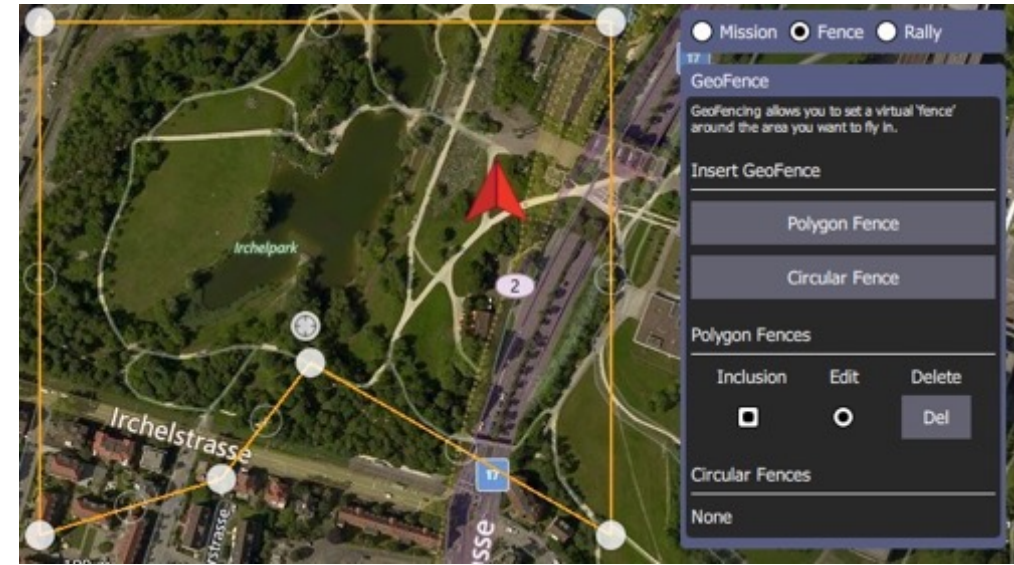 Mission Fence Rally
17
GeoFence
GeoFencing allows you to set a virtual 'fence'
around the area you want to fly in.
Insert GeoFence
Polygon Fence
Circular Fence
Polygon Fences
Inclusion Edit Delete
Del
Circular Fences
None
Irchelpark
2
Irchelstrasse
17